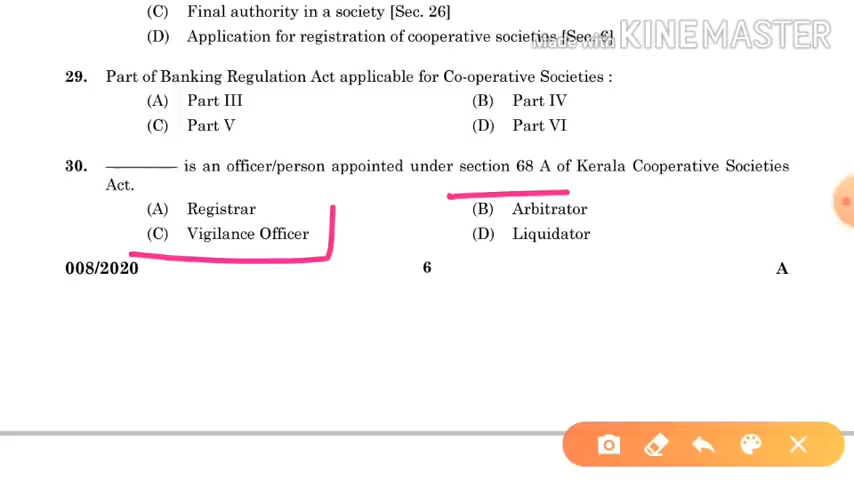 (C) Final authority in a society [Sec. 26]
(D) Application for registration of cooperative societies [Sec. 6]
Made with KINEMASTER
29. Part of Banking Regulation Act applicable for Co-operative Societies :
(A) Part III (B) Part IV
(C) Part V (D) Part VI
30. ________ is an officer/person appointed under section 68 A of Kerala Cooperative Societies
Act.
(A) Registrar (B) Arbitrator
(C) Vigilance Officer (D) Liquidator
008/2020 6 A